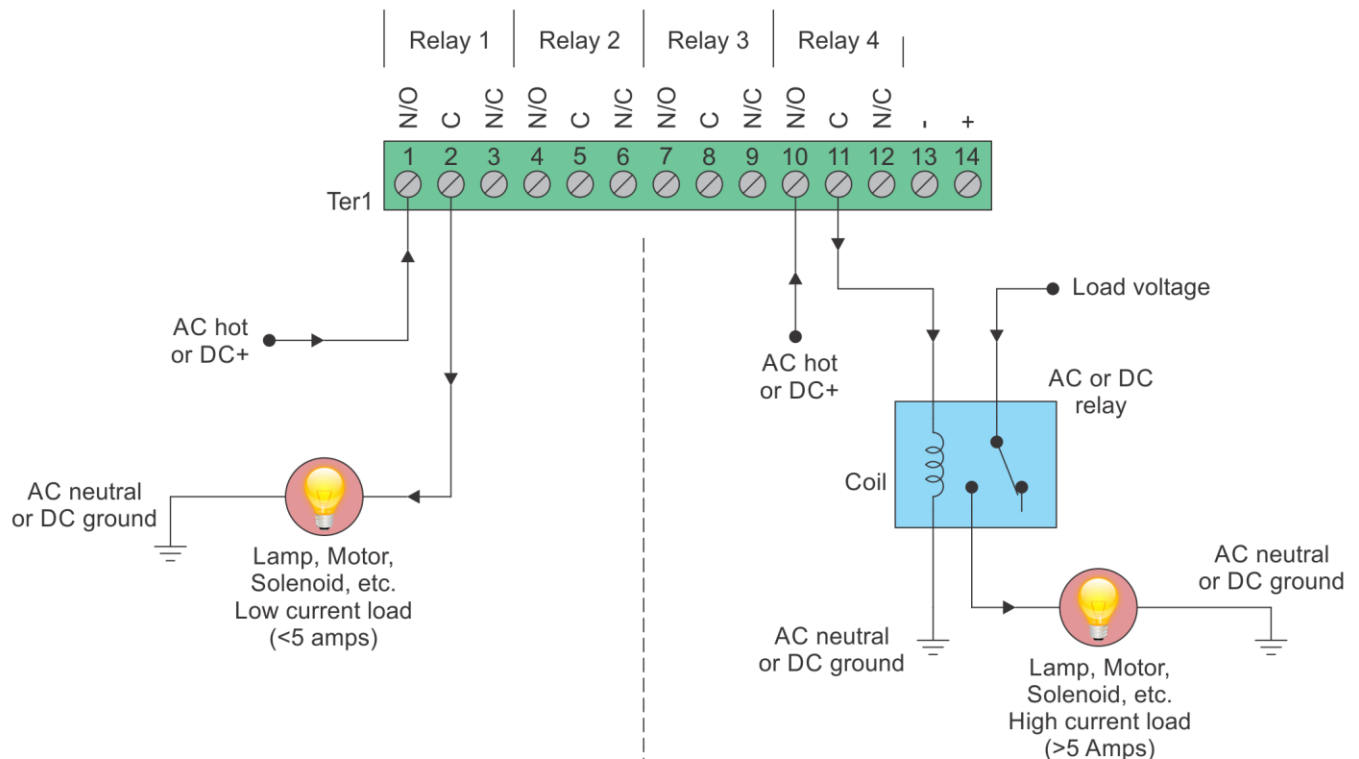 Relay 1 Relay 2 Relay 3 Relay 4
N/O C N/C N/O C N/C N/O C N/C N/O C N/C - +
1 2 3 4 5 6 7 8 9 10 11 12 13 14
Ter1
AC hot
or DC+
AC neutral
or DC ground
Lamp, Motor,
Solenoid, etc.
Low current load
(<5 amps)
AC hot
or DC+
Load voltage
AC or DC
relay
Coil
AC neutral
or DC ground
AC neutral
or DC ground
Lamp, Motor,
Solenoid, etc.
High current load
(>5 Amps)